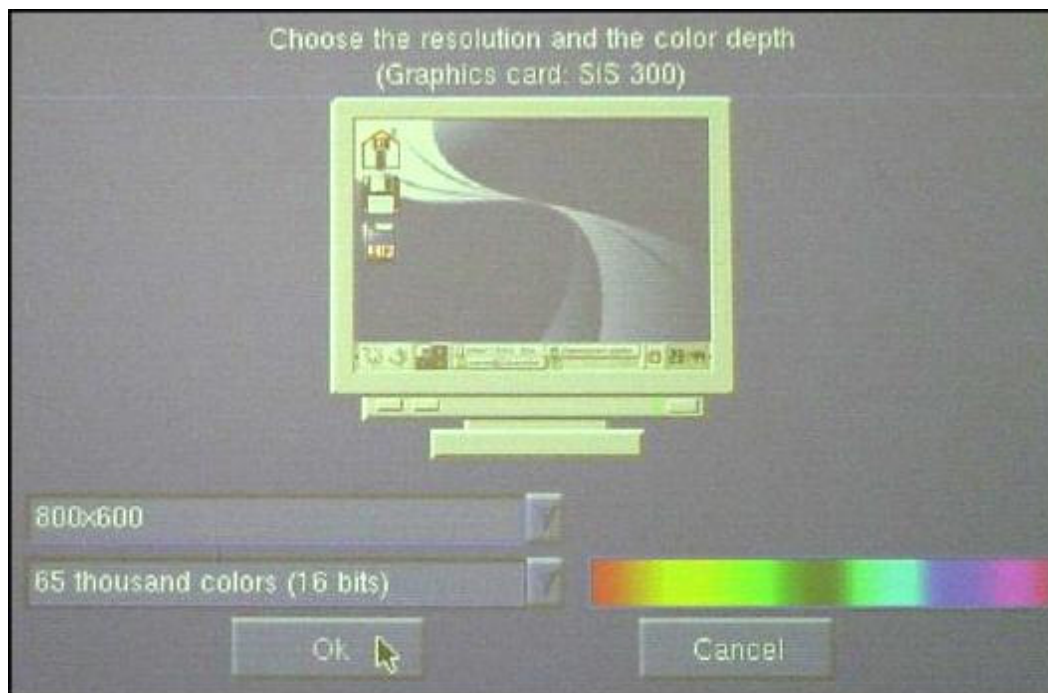 Choose the resolution and the color depth
(Graphics card: SiS 300)
800x600
65 thousand colors (16 bits)
Ok
Cancel